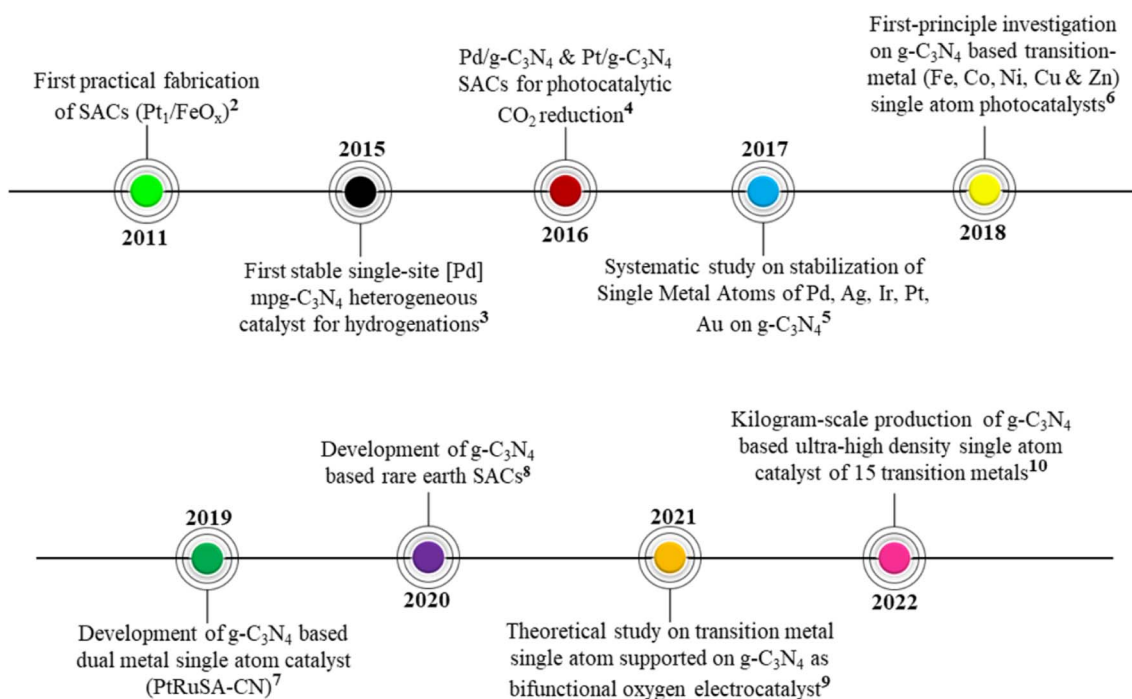 First practical fabrication
of SACs (Pt₁/FeOₓ)²
2011
2015
First stable single-site [Pd]
mpg-C₃N₄ heterogeneous
catalyst for hydrogenations³
Pd/g-C₃N₄ & Pt/g-C₃N₄
SACs for photocatalytic
CO₂ reduction⁴
2016
2017
Systematic study on stabilization of
Single Metal Atoms of Pd, Ag, Ir, Pt,
Au on g-C₃N₄⁵
First-principle investigation
on g-C₃N₄ based transition-
metal (Fe, Co, Ni, Cu & Zn)
single atom photocatalysts⁶
2018
2019
Development of g-C₃N₄ based
dual metal single atom catalyst
(PtRuSA-CN)⁷
Development of g-C₃N₄
based rare earth SACs⁸
2020
2021
Theoretical study on transition metal
single atom supported on g-C₃N₄ as
bifunctional oxygen electrocatalyst⁹
Kilogram-scale production of g-C₃N₄
based ultra-high density single atom
catalyst of 15 transition metals¹⁰
2022